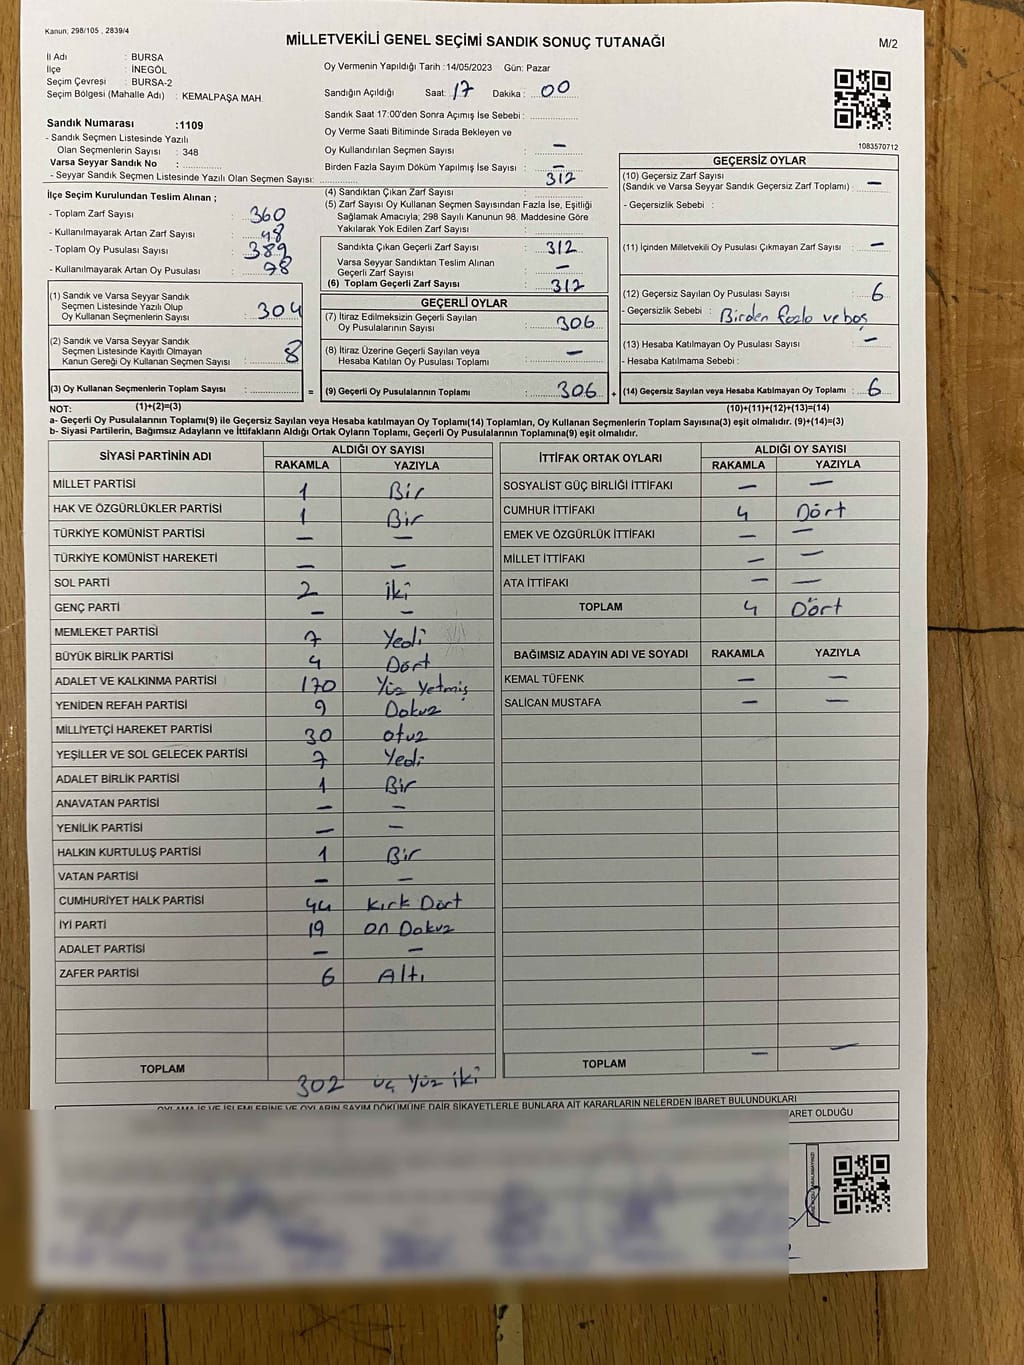 Kanun; 298/105 , 2839/4
MİLLETVEKİLİ GENEL SEÇİMİ SANDIK SONUÇ TUTANAĞI
M/2
İl Adı : BURSA
İlçe : İNEGÖL
Seçim Çevresi : BURSA-2
Seçim Bölgesi (Mahalle Adı) : KEMALPAŞA MAH.
Oy Vermenin Yapıldığı Tarih :14/05/2023 Gün: Pazar
Sandığın Açıldığı Saat: 17 Dakika : 00
Sandık Saat 17:00'den Sonra Açımış İse Sebebi :
Oy Verme Saati Bitiminde Sırada Bekleyen ve
Oy Kullandırılan Seçmen Sayısı : —
Birden Fazla Sayım Döküm Yapılmış İse Sayısı : —
1083570712
Sandık Numarası :1109
- Sandık Seçmen Listesinde Yazılı
Olan Seçmenlerin Sayısı : 348
Varsa Seyyar Sandık No :
- Seyyar Sandık Seçmen Listesinde Yazılı Olan Seçmen Sayısı:
İlçe Seçim Kurulundan Teslim Alınan ;
- Toplam Zarf Sayısı : 360
- Kullanılmayarak Artan Zarf Sayısı : 48
- Toplam Oy Pusulası Sayısı : 389
- Kullanılmayarak Artan Oy Pusulası : 78
(1) Sandık ve Varsa Seyyar Sandık
Seçmen Listesinde Yazılı Olup
Oy Kullanan Seçmenlerin Sayısı : 304
(2) Sandık ve Varsa Seyyar Sandık
Seçmen Listesinde Kayıtlı Olmayan
Kanun Gereği Oy Kullanan Seçmen Sayısı : 8
(3) Oy Kullanan Seçmenlerin Toplam Sayısı : =
(1)+(2)=(3)
(4) Sandıktan Çıkan Zarf Sayısı : 312
(5) Zarf Sayısı Oy Kullanan Seçmen Sayısından Fazla İse, Eşitliği
Sağlamak Amacıyla; 298 Sayılı Kanunun 98. Maddesine Göre
Yakılarak Yok Edilen Zarf Sayısı :
Sandıkta Çıkan Geçerli Zarf Sayısı : 312
Varsa Seyyar Sandıktan Teslim Alınan
Geçerli Zarf Sayısı : —
(6) Toplam Geçerli Zarf Sayısı : 312
GEÇERLİ OYLAR
(7) İtiraz Edilmeksizin Geçerli Sayılan
Oy Pusulalarının Sayısı : 306
(8) İtiraz Üzerine Geçerli Sayılan veya
Hesaba Katılan Oy Pusulası Toplamı : —
(9) Geçerli Oy Pusulalarının Toplamı : 306 +
GEÇERSİZ OYLAR
(10) Geçersiz Zarf Sayısı
(Sandık ve Varsa Seyyar Sandık Geçersiz Zarf Toplamı) : —
- Geçersizlik Sebebi :
(11) İçinden Milletvekili Oy Pusulası Çıkmayan Zarf Sayısı : —
(12) Geçersiz Sayılan Oy Pusulası Sayısı : 6
- Geçersizlik Sebebi : Birden fazla ve boş
(13) Hesaba Katılmayan Oy Pusulası Sayısı : —
- Hesaba Katılmama Sebebi :
(14) Geçersiz Sayılan veya Hesaba Katılmayan Oy Toplamı : 6
(10)+(11)+(12)+(13)=(14)
NOT:
a- Geçerli Oy Pusulalarının Toplamı(9) ile Geçersiz Sayılan veya Hesaba katılmayan Oy Toplamı(14) Toplamları, Oy Kullanan Seçmenlerin Toplam Sayısına(3) eşit olmalıdır. (9)+(14)=(3)
b- Siyasi Partilerin, Bağımsız Adayların ve İttifakların Aldığı Ortak Oyların Toplamı, Geçerli Oy Pusulalarının Toplamına(9) eşit olmalıdır.
SİYASİ PARTİNİN ADI ALDIĞI OY SAYISI
RAKAMLA YAZIYLA
MİLLET PARTİSİ 1 Bir
HAK VE ÖZGÜRLÜKLER PARTİSİ 1 Bir
TÜRKİYE KOMÜNİST PARTİSİ — —
TÜRKİYE KOMÜNİST HAREKETİ — —
SOL PARTİ 2 iki
GENÇ PARTİ — —
MEMLEKET PARTİSİ 7 Yedi
BÜYÜK BİRLİK PARTİSİ 4 Dört
ADALET VE KALKINMA PARTİSİ 170 Yüz Yetmiş
YENİDEN REFAH PARTİSİ 9 Dokuz
MİLLİYETÇİ HAREKET PARTİSİ 30 otuz
YEŞİLLER VE SOL GELECEK PARTİSİ 7 Yedi
ADALET BİRLİK PARTİSİ 1 Bir
ANAVATAN PARTİSİ — —
YENİLİK PARTİSİ — —
HALKIN KURTULUŞ PARTİSİ 1 Bir
VATAN PARTİSİ — —
CUMHURİYET HALK PARTİSİ 44 Kırk Dört
İYİ PARTİ 19 on Dokuz
ADALET PARTİSİ — —
ZAFER PARTİSİ 6 Altı
TOPLAM 302 üç Yüz iki
İTTİFAK ORTAK OYLARI ALDIĞI OY SAYISI
RAKAMLA YAZIYLA
SOSYALİST GÜÇ BİRLİĞİ İTTİFAKI — —
CUMHUR İTTİFAKI 4 Dört
EMEK VE ÖZGÜRLÜK İTTİFAKI — —
MİLLET İTTİFAKI — —
ATA İTTİFAKI — —
TOPLAM 4 Dört
BAĞIMSIZ ADAYIN ADI VE SOYADI RAKAMLA YAZIYLA
KEMAL TÜFENK — —
SALİCAN MUSTAFA — —
TOPLAM — —
OYLAMA İŞ VE İŞLEMLERİNE VE OYLARIN SAYIM DÖKÜMÜNE DAİR ŞİKAYETLERLE BUNLARA AİT KARARLARIN NELERDEN İBARET BULUNDUKLARI
OLDUĞU